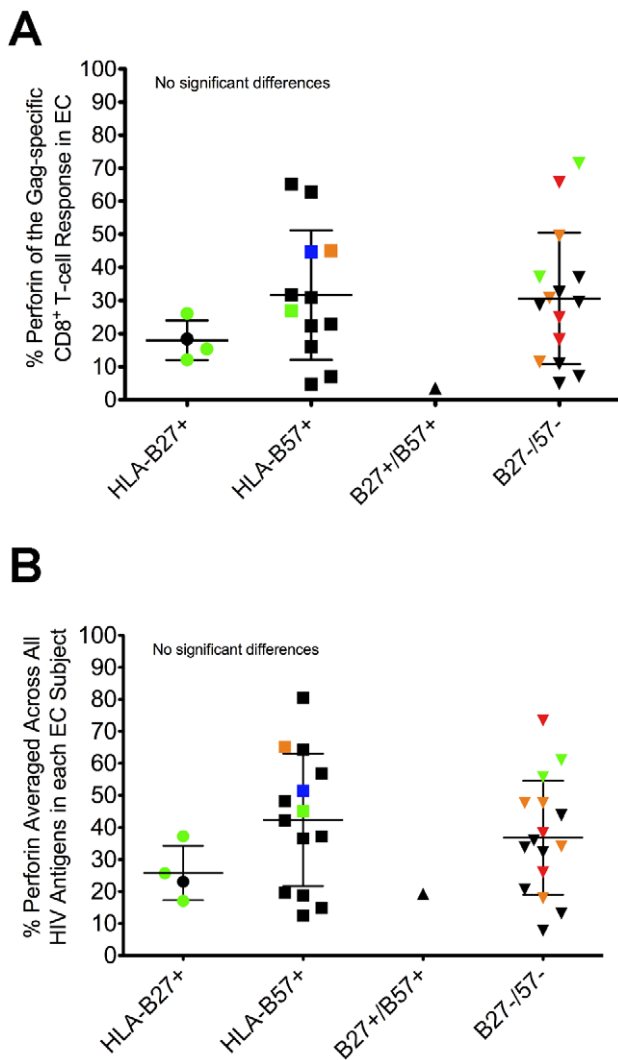 A
% Perforin of the Gag-specific
CD8+ T-cell Response in EC
100
90
80
70
60
50
40
30
20
10
0
No significant differences
HLA-B27+
HLA-B57+
B27+/B57+
B27-/57-
B
% Perforin Averaged Across All
HIV Antigens in each EC Subject
100
90
80
70
60
50
40
30
20
10
0
No significant differences
HLA-B27+
HLA-B57+
B27+/B57+
B27-/57-